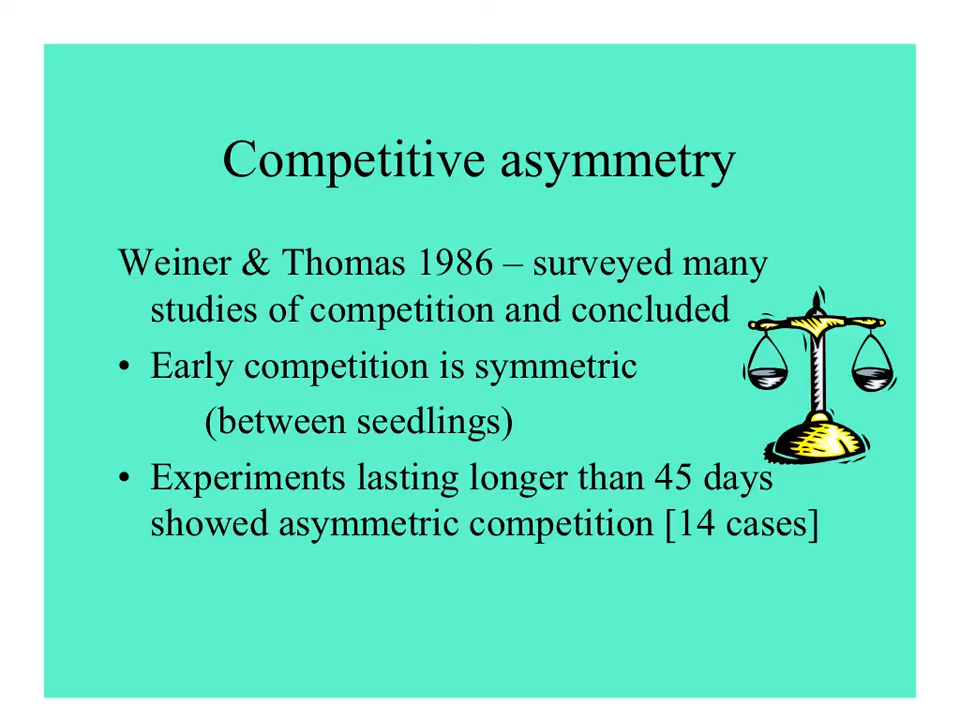 Competitive asymmetry
Weiner & Thomas 1986 – surveyed many
studies of competition and concluded
• Early competition is symmetric
(between seedlings)
• Experiments lasting longer than 45 days
showed asymmetric competition [14 cases]